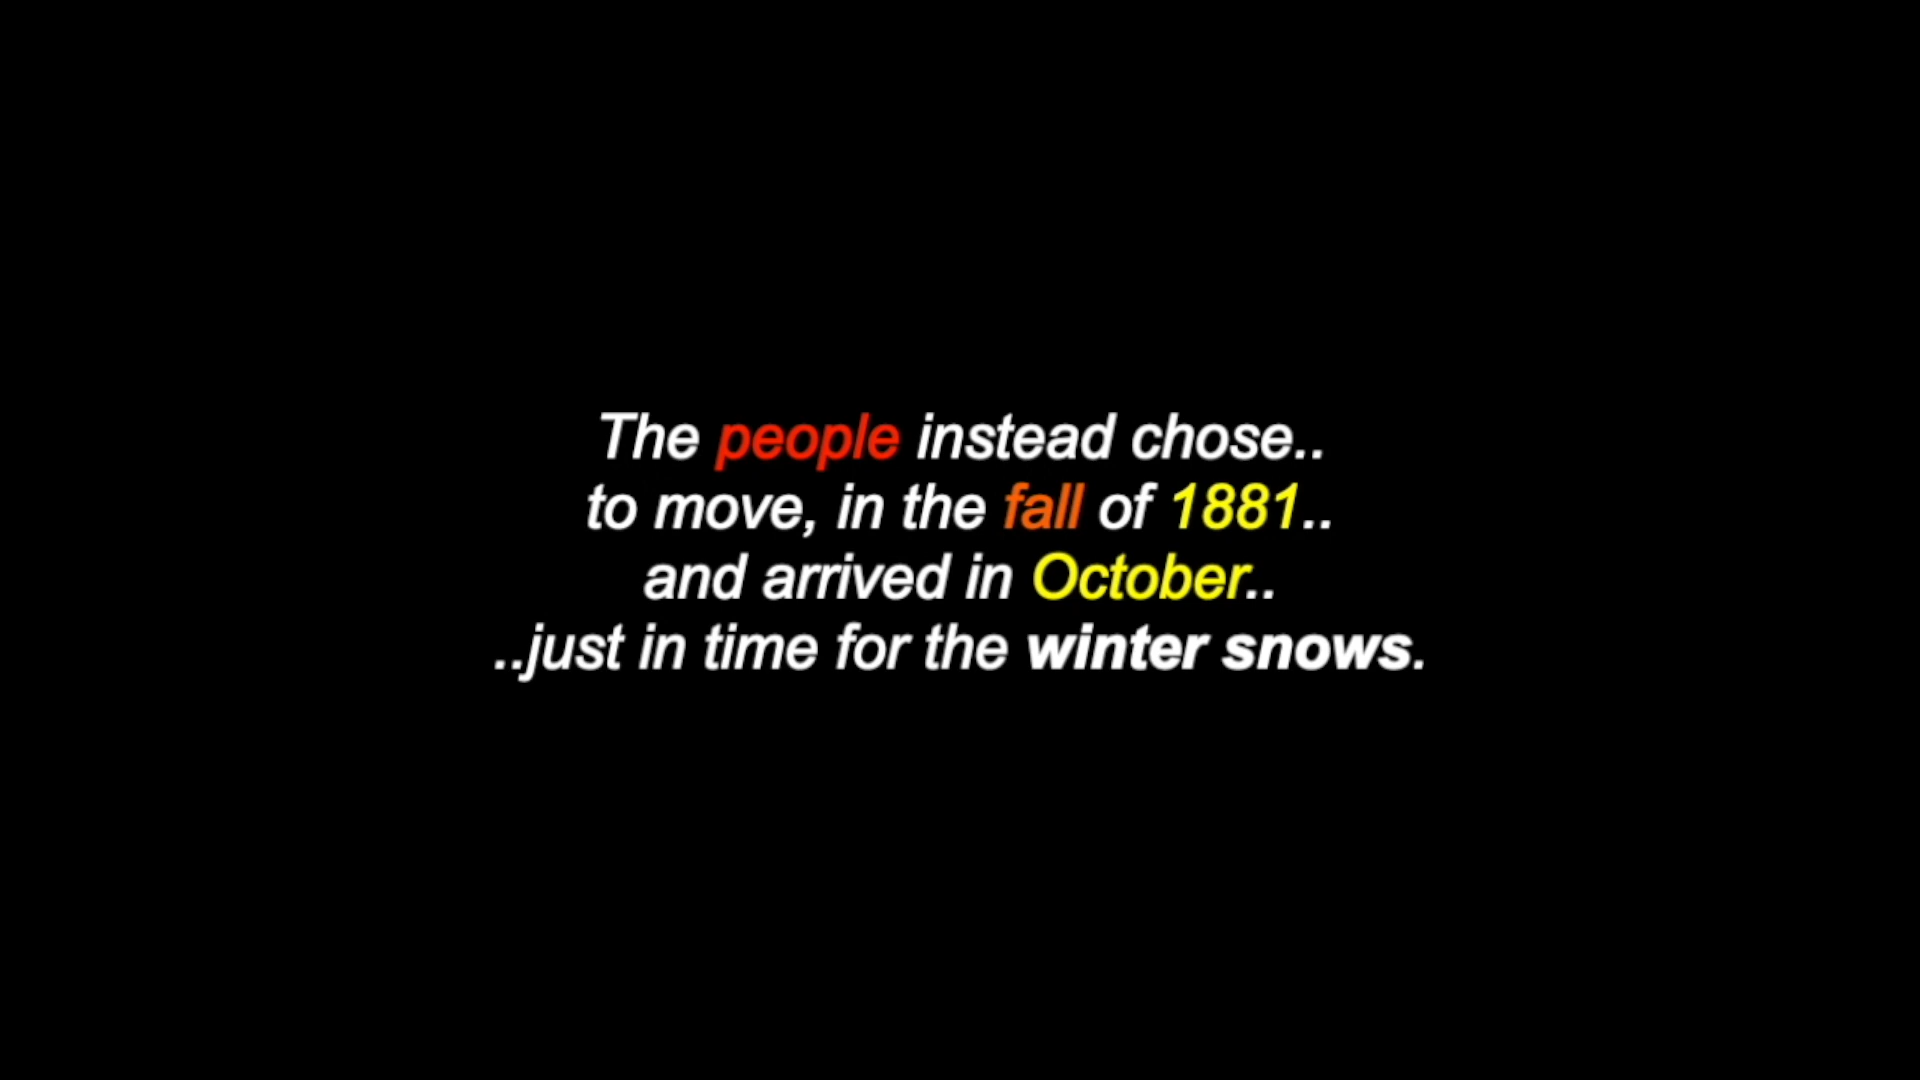 The people instead chose..
to move, in the fall of 1881..
and arrived in October..
..just in time for the winter snows.